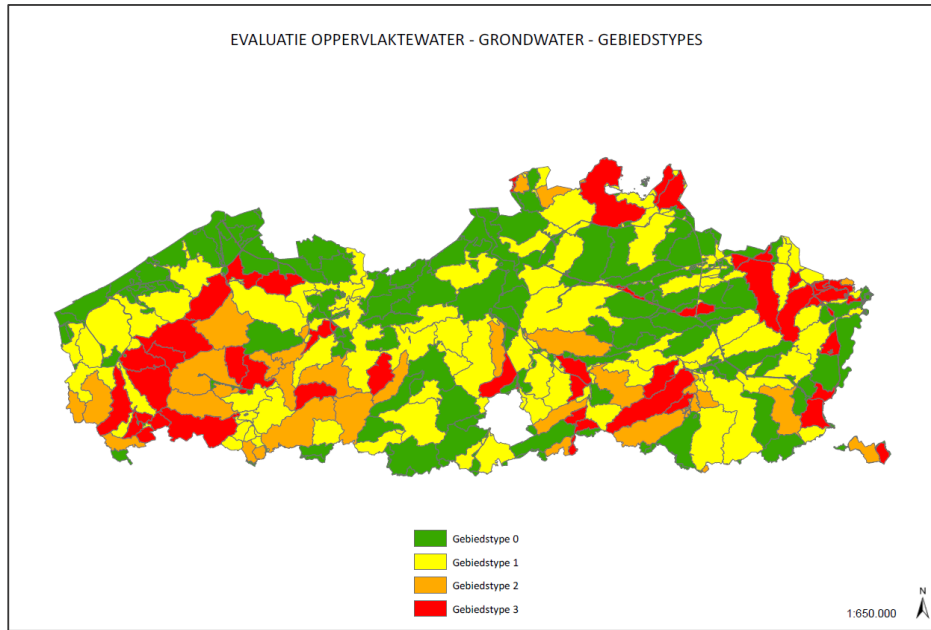 EVALUATIE OPPERVLAKTEWATER - GRONDWATER - GEBIEDSTYPES
Gebiedstype 0
Gebiedstype 1
Gebiedstype 2
Gebiedstype 3
N
1:650.000